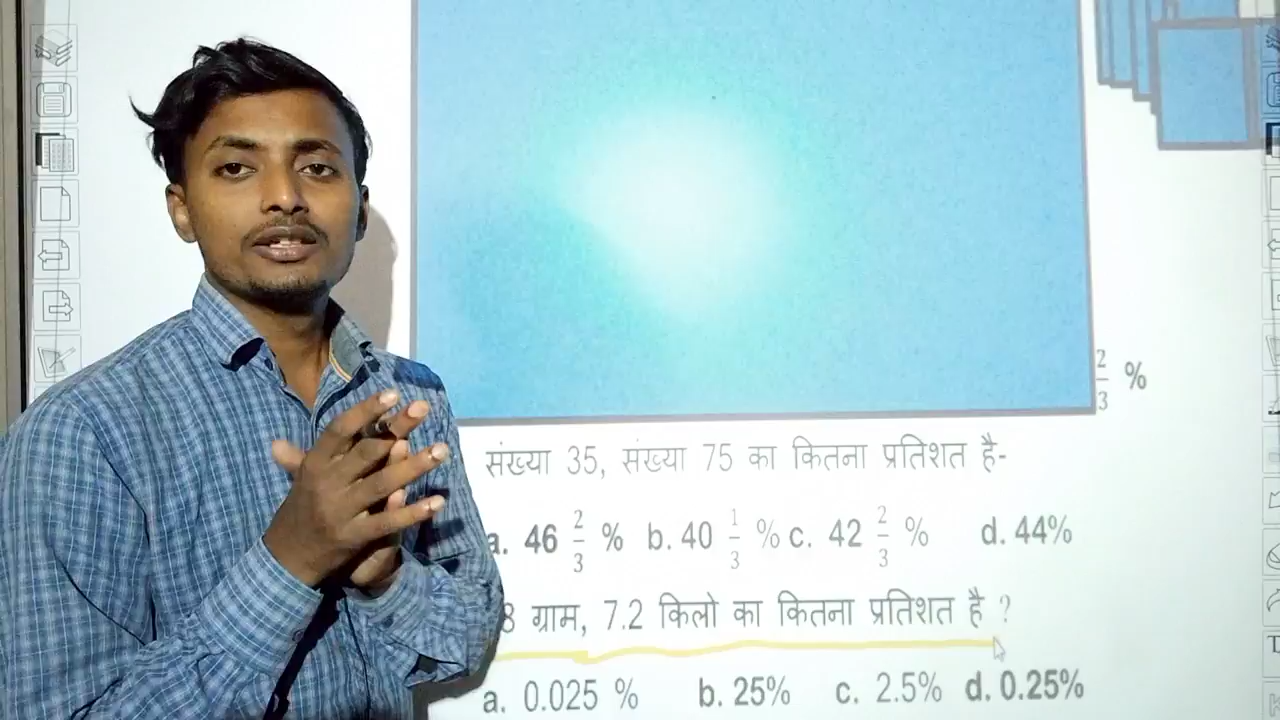 2/3 %
संख्या 35, संख्या 75 का कितना प्रतिशत है-
a. 46 2/3 % b. 40 1/3 % c. 42 2/3 % d. 44%
8 ग्राम, 7.2 किलो का कितना प्रतिशत है ?
a. 0.025 % b. 25% c. 2.5% d. 0.25%